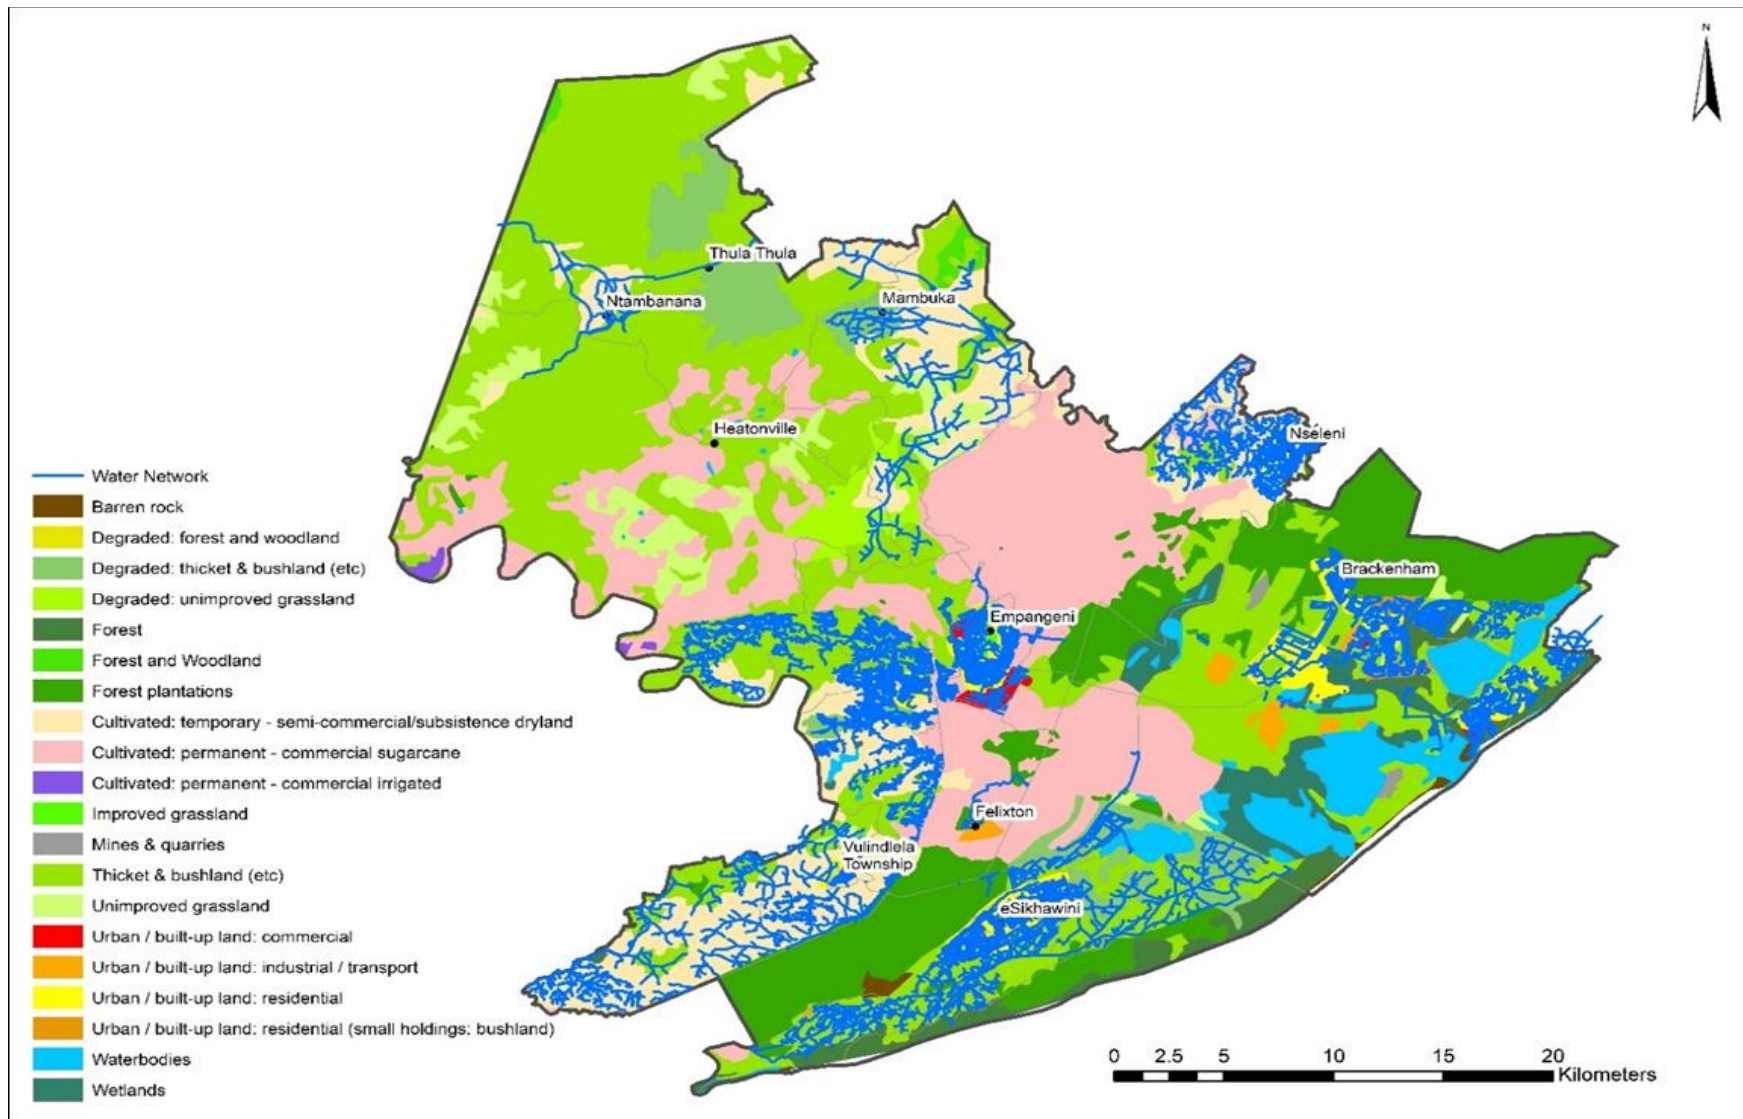 N
Thula Thula
Ntambanana
Mambuka
Heatonville
Nseleni
Brackenham
Empangeni
Felixton
Vulindlela
Township
eSikhawini
Water Network
Barren rock
Degraded: forest and woodland
Degraded: thicket & bushland (etc)
Degraded: unimproved grassland
Forest
Forest and Woodland
Forest plantations
Cultivated: temporary - semi-commercial/subsistence dryland
Cultivated: permanent - commercial sugarcane
Cultivated: permanent - commercial irrigated
Improved grassland
Mines & quarries
Thicket & bushland (etc)
Unimproved grassland
Urban / built-up land: commercial
Urban / built-up land: industrial / transport
Urban / built-up land: residential
Urban / built-up land: residential (small holdings: bushland)
Waterbodies
Wetlands
0 2.5 5 10 15 20
Kilometers